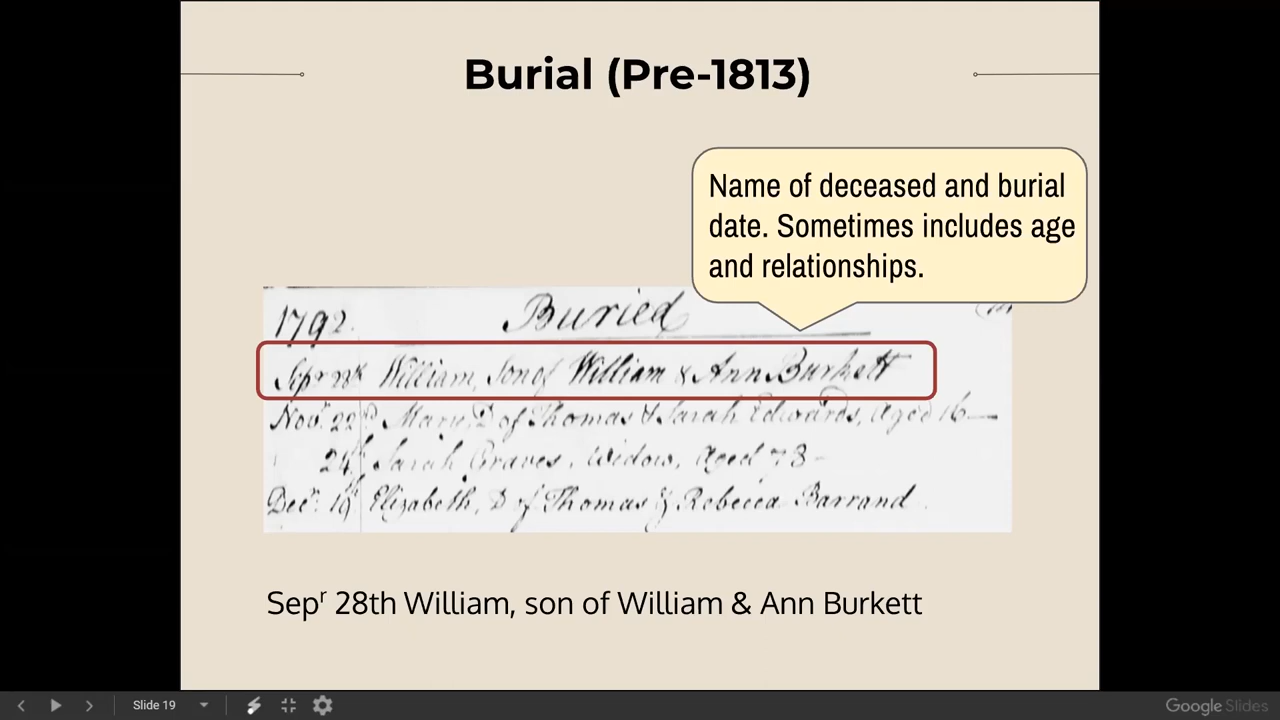 Burial (Pre-1813)
Name of deceased and burial
date. Sometimes includes age
and relationships.
1792. Buried
Sepr 28th William, Son of William & Ann Burkett
Novr. 22d Mary, D of Thomas & Sarah Edwards, Aged 16—
24th Sarah Graves, Widow, Aged 78—
Decr. 19th Elizabeth, D of Thomas & Rebecca Barrand
Sepʳ 28th William, son of William & Ann Burkett
Slide 19
Google Slides